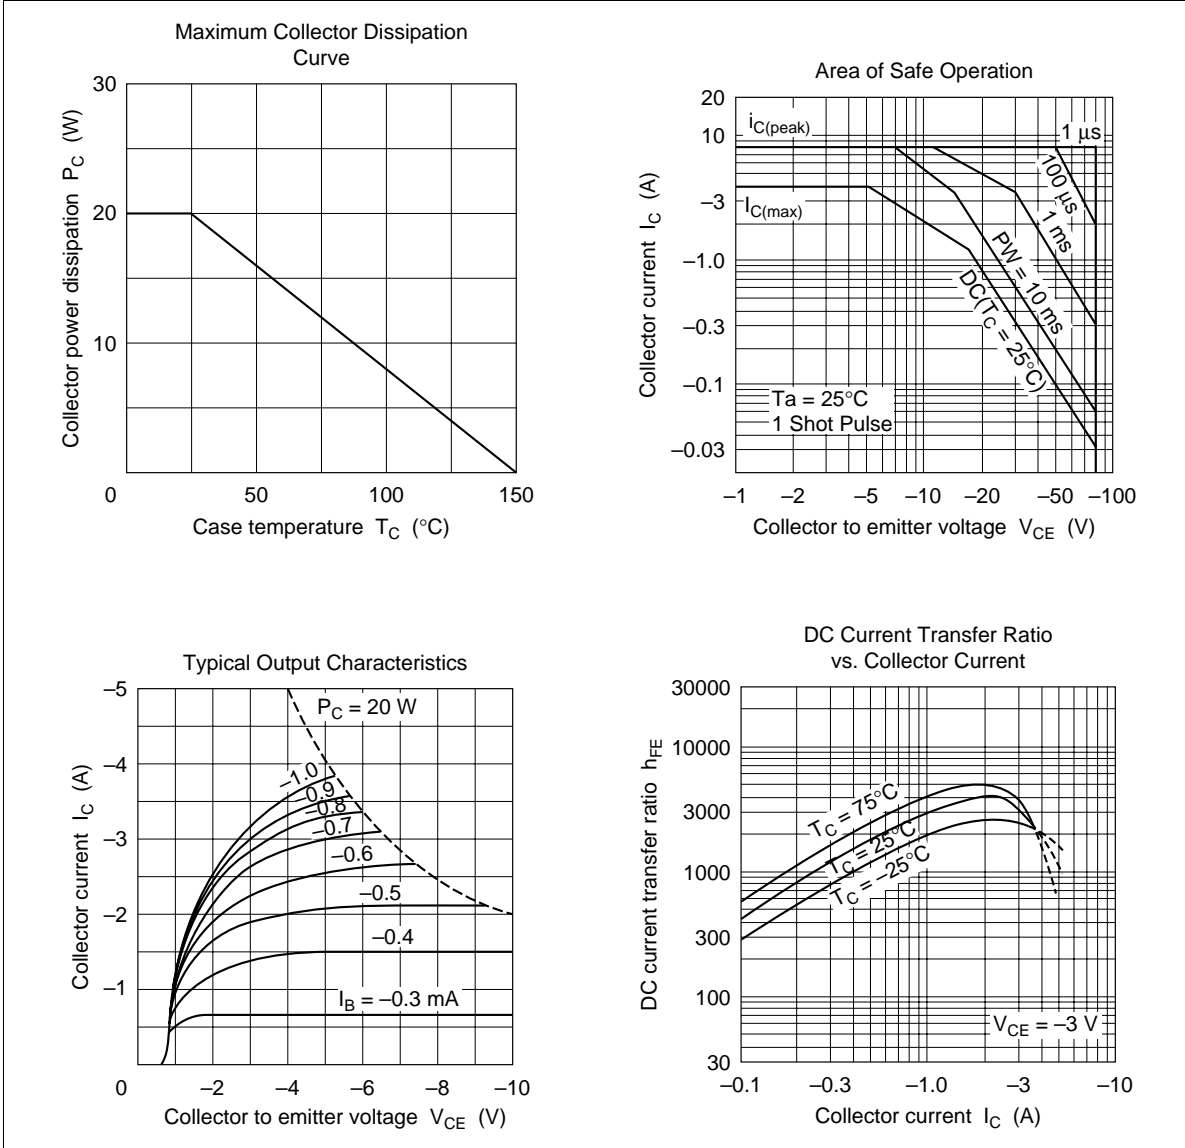 Maximum Collector Dissipation
Curve
30
20
10
0
50
100
150
Collector power dissipation P_C (W)
Case temperature T_C (°C)
Area of Safe Operation
20
10
–3
–1.0
–0.3
–0.1
–0.03
–1
–2
–5
–10
–20
–50
–100
Collector current I_C (A)
Collector to emitter voltage V_CE (V)
i_C(peak)
I_C(max)
1 μs
100 μs
1 ms
PW = 10 ms
DC(T_C = 25°C)
Ta = 25°C
1 Shot Pulse
Typical Output Characteristics
–5
–4
–3
–2
–1
0
–2
–4
–6
–8
–10
Collector current I_C (A)
Collector to emitter voltage V_CE (V)
P_C = 20 W
–1.0
–0.9
–0.8
–0.7
–0.6
–0.5
–0.4
I_B = –0.3 mA
DC Current Transfer Ratio
vs. Collector Current
30000
10000
3000
1000
300
100
30
–0.1
–0.3
–1.0
–3
–10
DC current transfer ratio h_FE
Collector current I_C (A)
T_C = 75°C
T_C = 25°C
T_C = –25°C
V_CE = –3 V